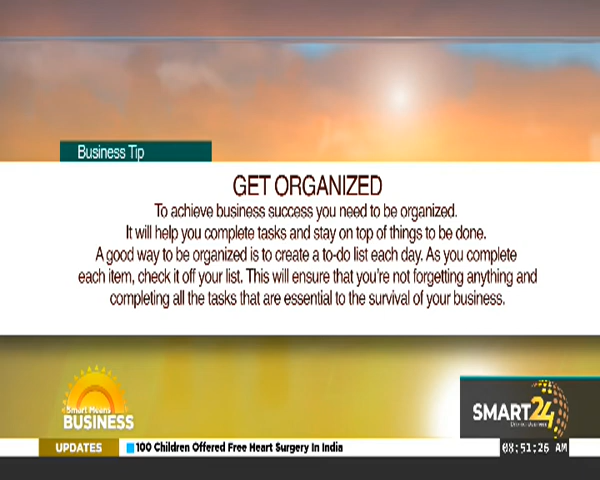 Business Tip
GET ORGANIZED
To achieve business success you need to be organized.
It will help you complete tasks and stay on top of things to be done.
A good way to be organized is to create a to-do list each day. As you complete
each item, check it off your list. This will ensure that you're not forgetting anything and
completing all the tasks that are essential to the survival of your business.
Smart Means
BUSINESS
SMART24
UPDATES
100 Children Offered Free Heart Surgery In India
08:51:26 AM